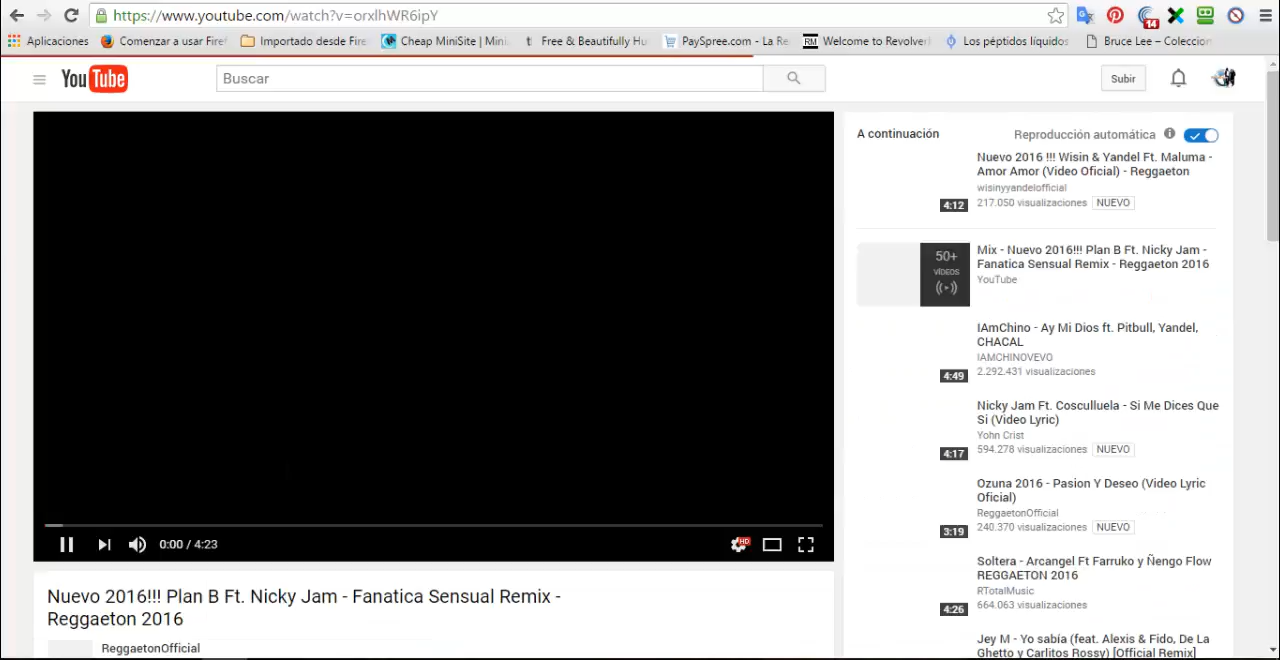 https://www.youtube.com/watch?v=orxlhWR6ipY
14
Aplicaciones Comenzar a usar Firef Importado desde Fire Cheap MiniSite | Mini t Free & Beautifully Hu PaySpree.com - La Re RM Welcome to Revolver Los péptidos líquidos Bruce Lee – Coleccion
YouTube
Buscar
Subir
A continuación
Reproducción automática
Nuevo 2016 !!! Wisin & Yandel Ft. Maluma -
Amor Amor (Video Oficial) - Reggaeton
wisinyyandelofficial
4:12 217.050 visualizaciones NUEVO
50+
VÍDEOS
Mix - Nuevo 2016!!! Plan B Ft. Nicky Jam -
Fanatica Sensual Remix - Reggaeton 2016
YouTube
IAmChino - Ay Mi Dios ft. Pitbull, Yandel,
CHACAL
IAMCHINOVEVO
4:49 2.292.431 visualizaciones
Nicky Jam Ft. Cosculluela - Si Me Dices Que
Si (Video Lyric)
Yohn Crist
4:17 594.278 visualizaciones NUEVO
Ozuna 2016 - Pasion Y Deseo (Video Lyric
Oficial)
ReggaetonOfficial
3:19 240.370 visualizaciones NUEVO
Soltera - Arcangel Ft Farruko y Ñengo Flow
REGGAETON 2016
RTotalMusic
4:26 664.063 visualizaciones
Jey M - Yo sabía (feat. Alexis & Fido, De La
Ghetto y Carlitos Rossy) [Official Remix]
0:00 / 4:23
HD
Nuevo 2016!!! Plan B Ft. Nicky Jam - Fanatica Sensual Remix -
Reggaeton 2016
ReggaetonOfficial